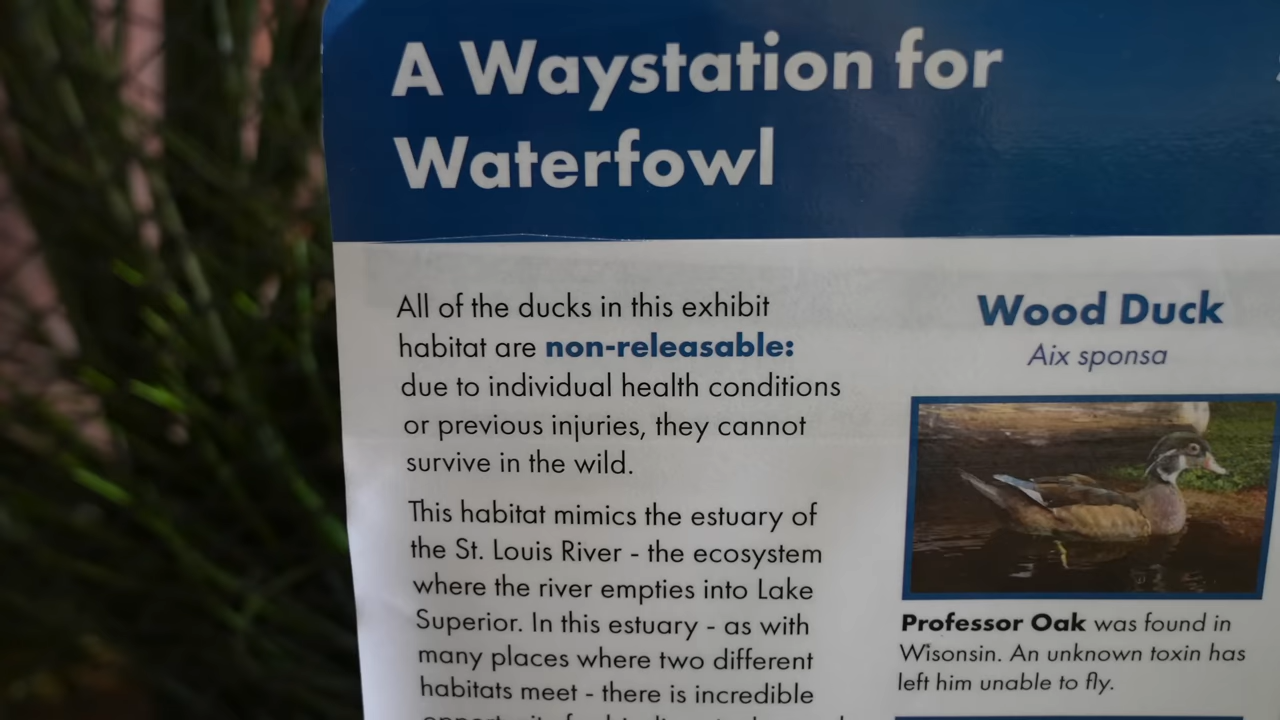 A Waystation for
Waterfowl
All of the ducks in this exhibit
habitat are non-releasable:
due to individual health conditions
or previous injuries, they cannot
survive in the wild.
This habitat mimics the estuary of
the St. Louis River - the ecosystem
where the river empties into Lake
Superior. In this estuary - as with
many places where two different
habitats meet - there is incredible
Wood Duck
Aix sponsa
Professor Oak was found in
Wisonsin. An unknown toxin has
left him unable to fly.